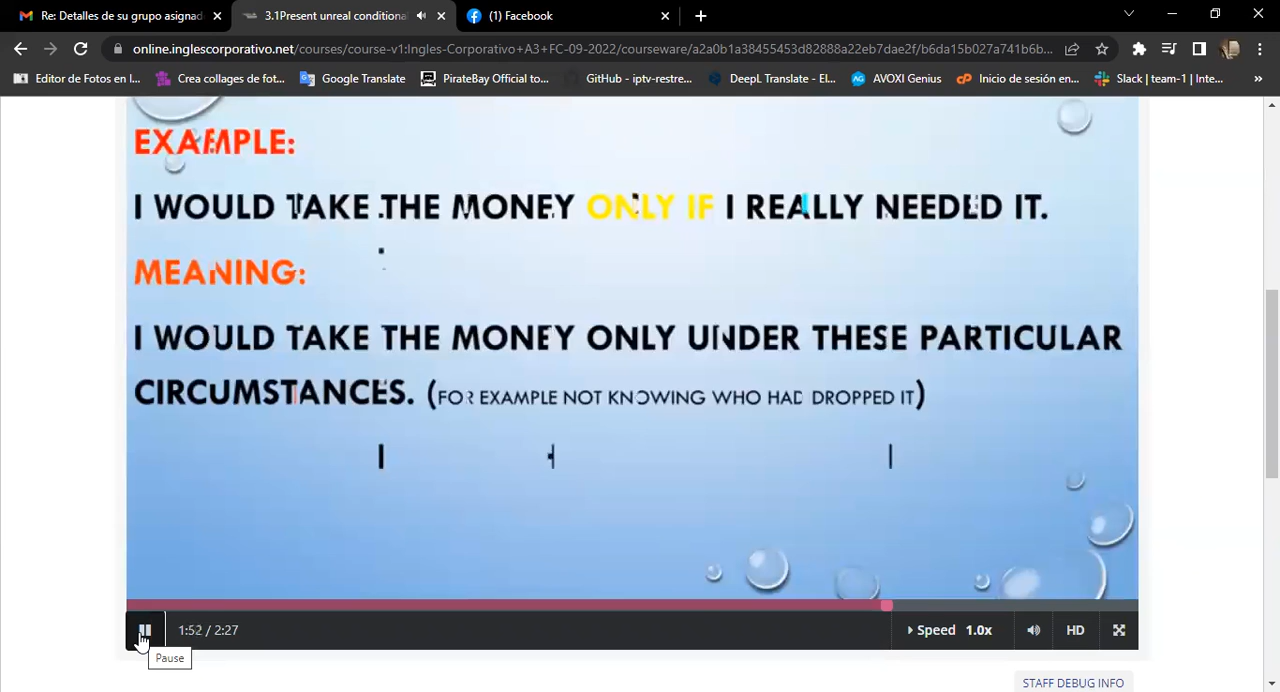 Re: Detalles de su grupo asignad
3.1Present unreal conditional
(1) Facebook
online.inglescorporativo.net/courses/course-v1:Ingles-Corporativo+A3+FC-09-2022/courseware/a2a0b1a38455453d82888a22eb7dae2f/b6da15b027a741b6b...
Editor de Fotos en l...
Crea collages de fot...
Google Translate
PirateBay Official to...
GitHub - iptv-restre...
DeepL Translate - El...
AVOXI Genius
Inicio de sesión en...
Slack | team-1 | Inte...
»
EXAMPLE:
I WOULD TAKE THE MONEY ONLY IF I REALLY NEEDED IT.
MEANING:
I WOULD TAKE THE MONEY ONLY UNDER THESE PARTICULAR
CIRCUMSTANCES. (FOR EXAMPLE NOT KNOWING WHO HAD DROPPED IT)
1:52 / 2:27
Speed 1.0x
HD
Pause
STAFF DEBUG INFO